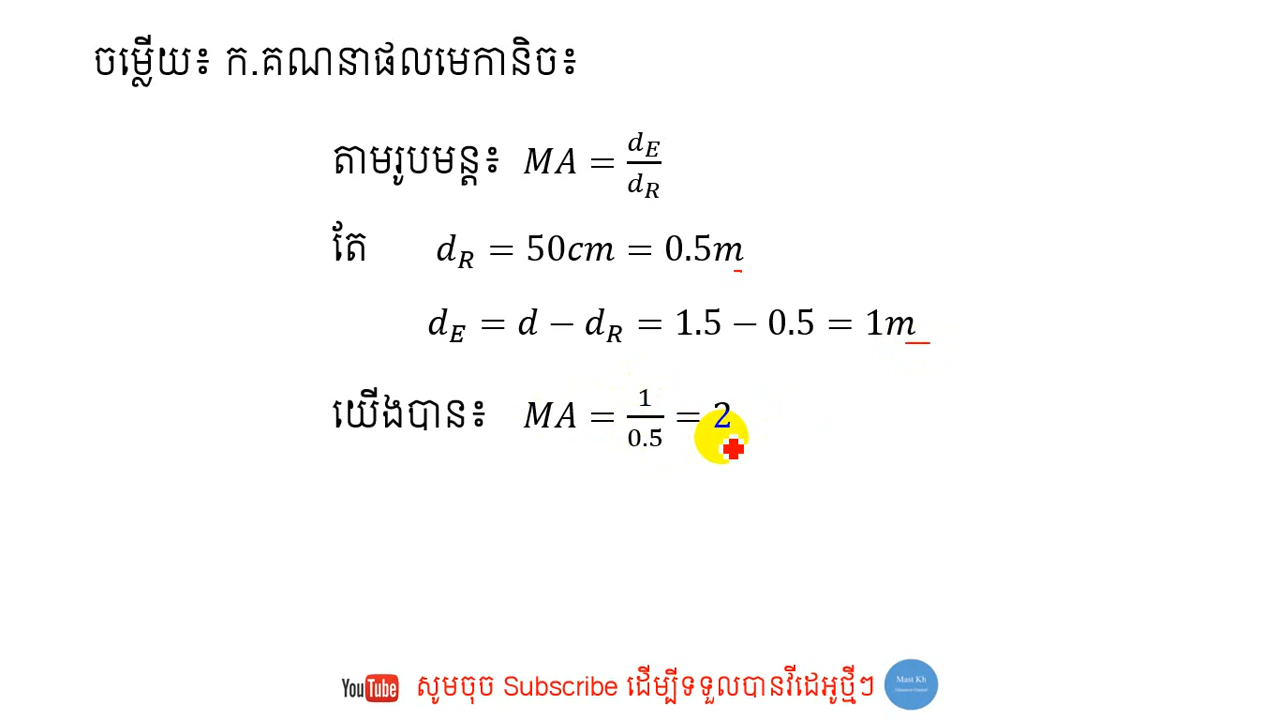 ចម្លើយ៖ ក.គណនាផលមេកានិច៖
តាមរូបមន្ត៖ MA = d_E/d_R
តែ d_R = 50cm = 0.5m
d_E = d − d_R = 1.5 − 0.5 = 1m
យើងបាន៖ MA = 1/0.5 = 2
YouTube សូមចុច Subscribe ដើម្បីទទួលបានវីដេអូថ្មីៗ Mast Kh